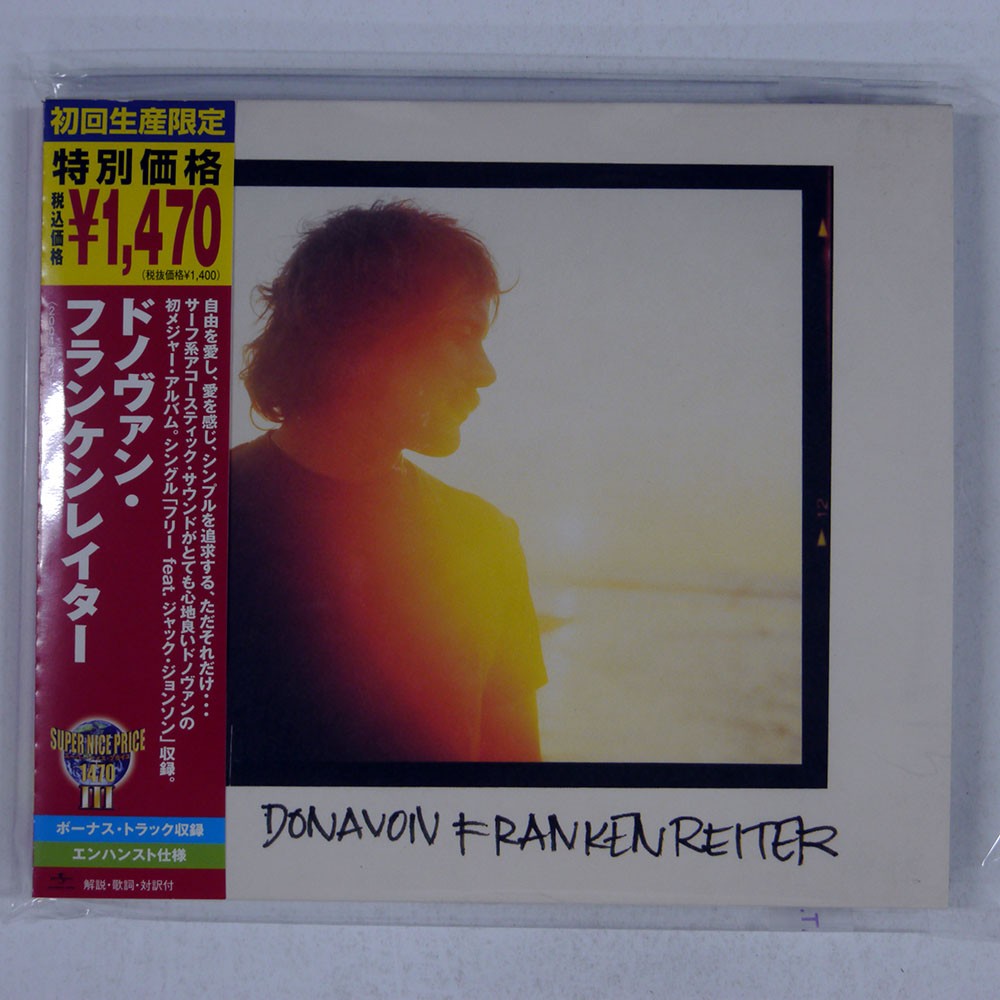 初回生産限定
特別価格
税込価格
¥1,470
(税抜価格¥1,400)
ドノヴァン・
フランケンレイター
自由を愛し、愛を感じ、シンプルを追求する、ただそれだけ・・・
サーフ系アコースティック・サウンドがとても心地良いドノヴァンの
初メジャー・アルバム。シングル「フリー feat. ジャック・ジョンソン」収録。
SUPER NICE PRICE
1470
ボーナス・トラック収録
エンハンスト仕様
解説・歌詞・対訳付
12
DONAVON FRANKENREITER